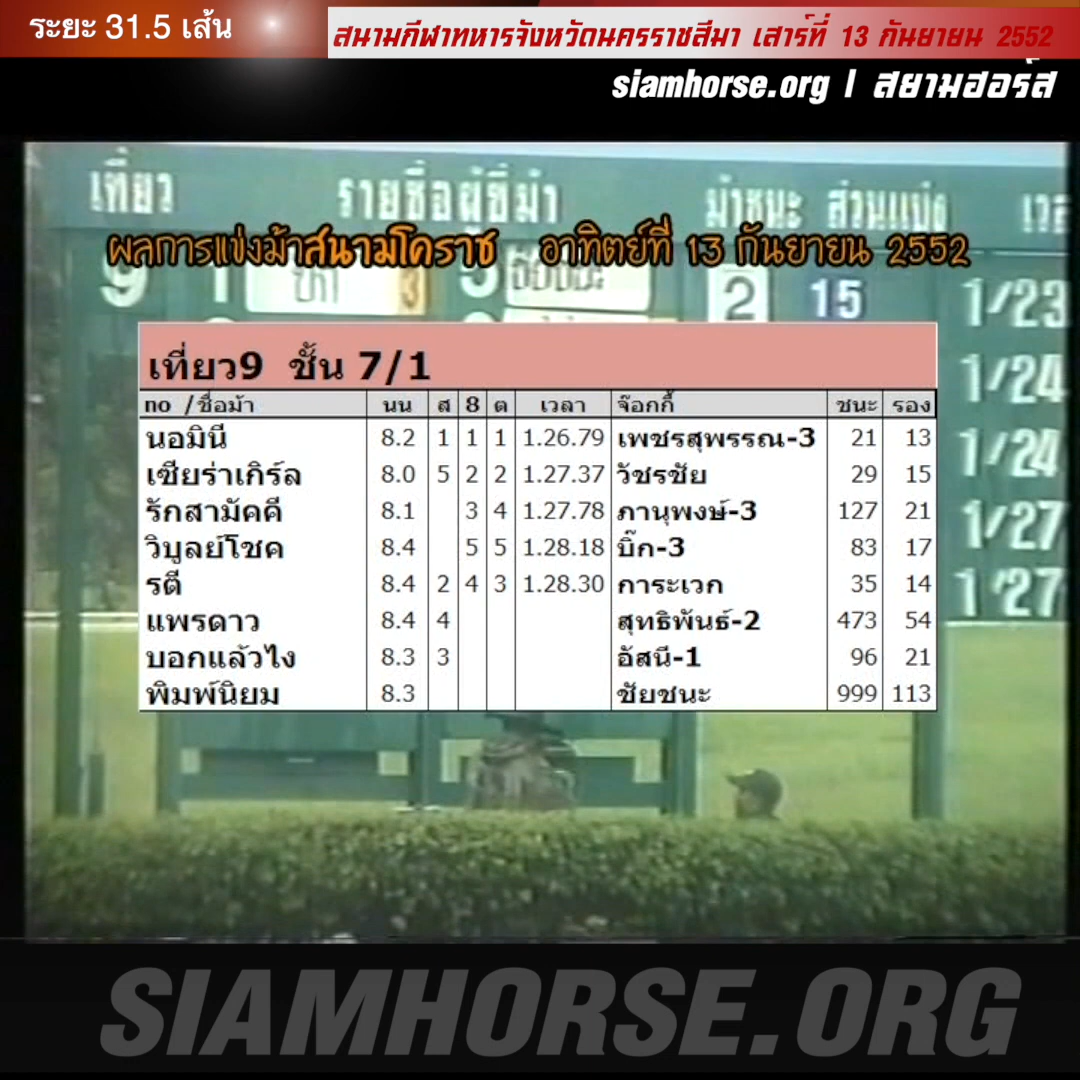 ระยะ 31.5 เส้น
สนามกีฬาทหารจังหวัดนครราชสีมา เสาร์ที่ 13 กันยายน 2552
siamhorse.org | สยามฮอร์ส
เที่ยว รายชื่อผู้ขี่ม้า ม้าชนะ ส่วนแบ่ง
ผลการแข่งม้าสนามโคราช อาทิตย์ที่ 13 กันยายน 2552
9 1 3 5 2 15 1/23
1/24
1/24
1/27
1/27
เที่ยว9 ชั้น 7/1
no /ชื่อม้า นน ส 8 ต เวลา จ๊อกกี้ ชนะ รอง
นอมินี 8.2 1 1 1 1.26.79 เพชรสุพรรณ-3 21 13
เซียร่าเกิร์ล 8.0 5 2 2 1.27.37 วัชรชัย 29 15
รักสามัคคี 8.1 3 4 1.27.78 ภานุพงษ์-3 127 21
วิบูลย์โชค 8.4 5 5 1.28.18 บิ๊ก-3 83 17
รตี 8.4 2 4 3 1.28.30 การะเวก 35 14
แพรดาว 8.4 4 สุทธิพันธ์-2 473 54
บอกแล้วไง 8.3 3 อัสนี-1 96 21
พิมพ์นิยม 8.3 ชัยชนะ 999 113
SIAMHORSE.ORG